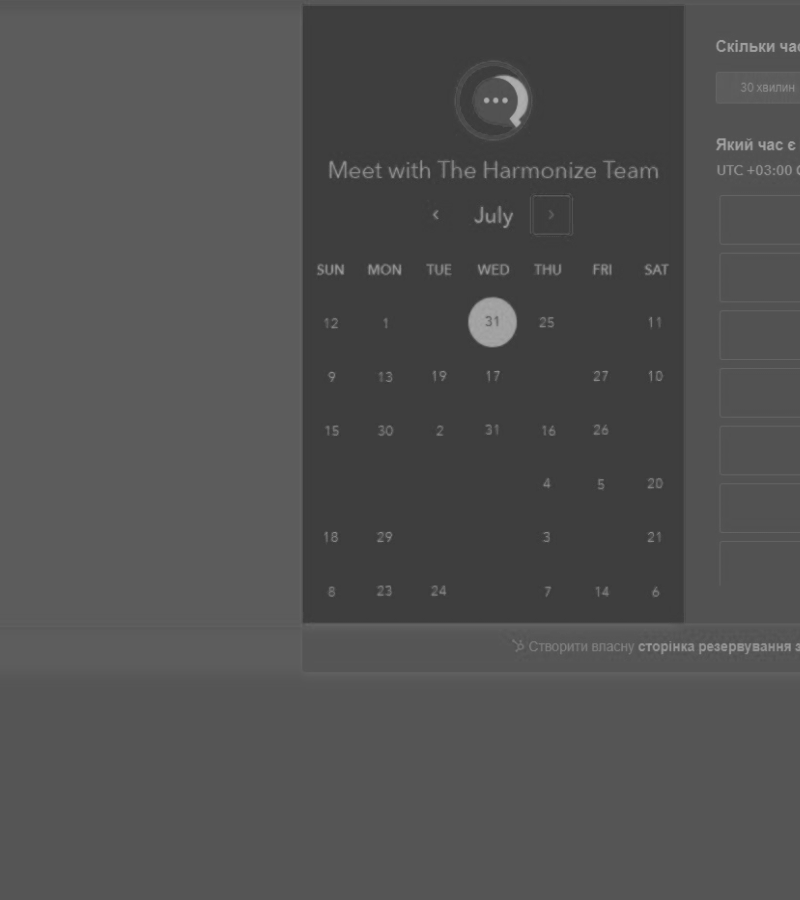 Meet with The Harmonize Team
July
SUN MON TUE WED THU FRI SAT
12 1 31 25 11
9 13 19 17 27 10
15 30 2 31 16 26
4 5 20
18 29 3 21
8 23 24 7 14 6
Скільки час
30 хвилин
Який час є
UTC +03:00
Створити власну сторінка резервування з